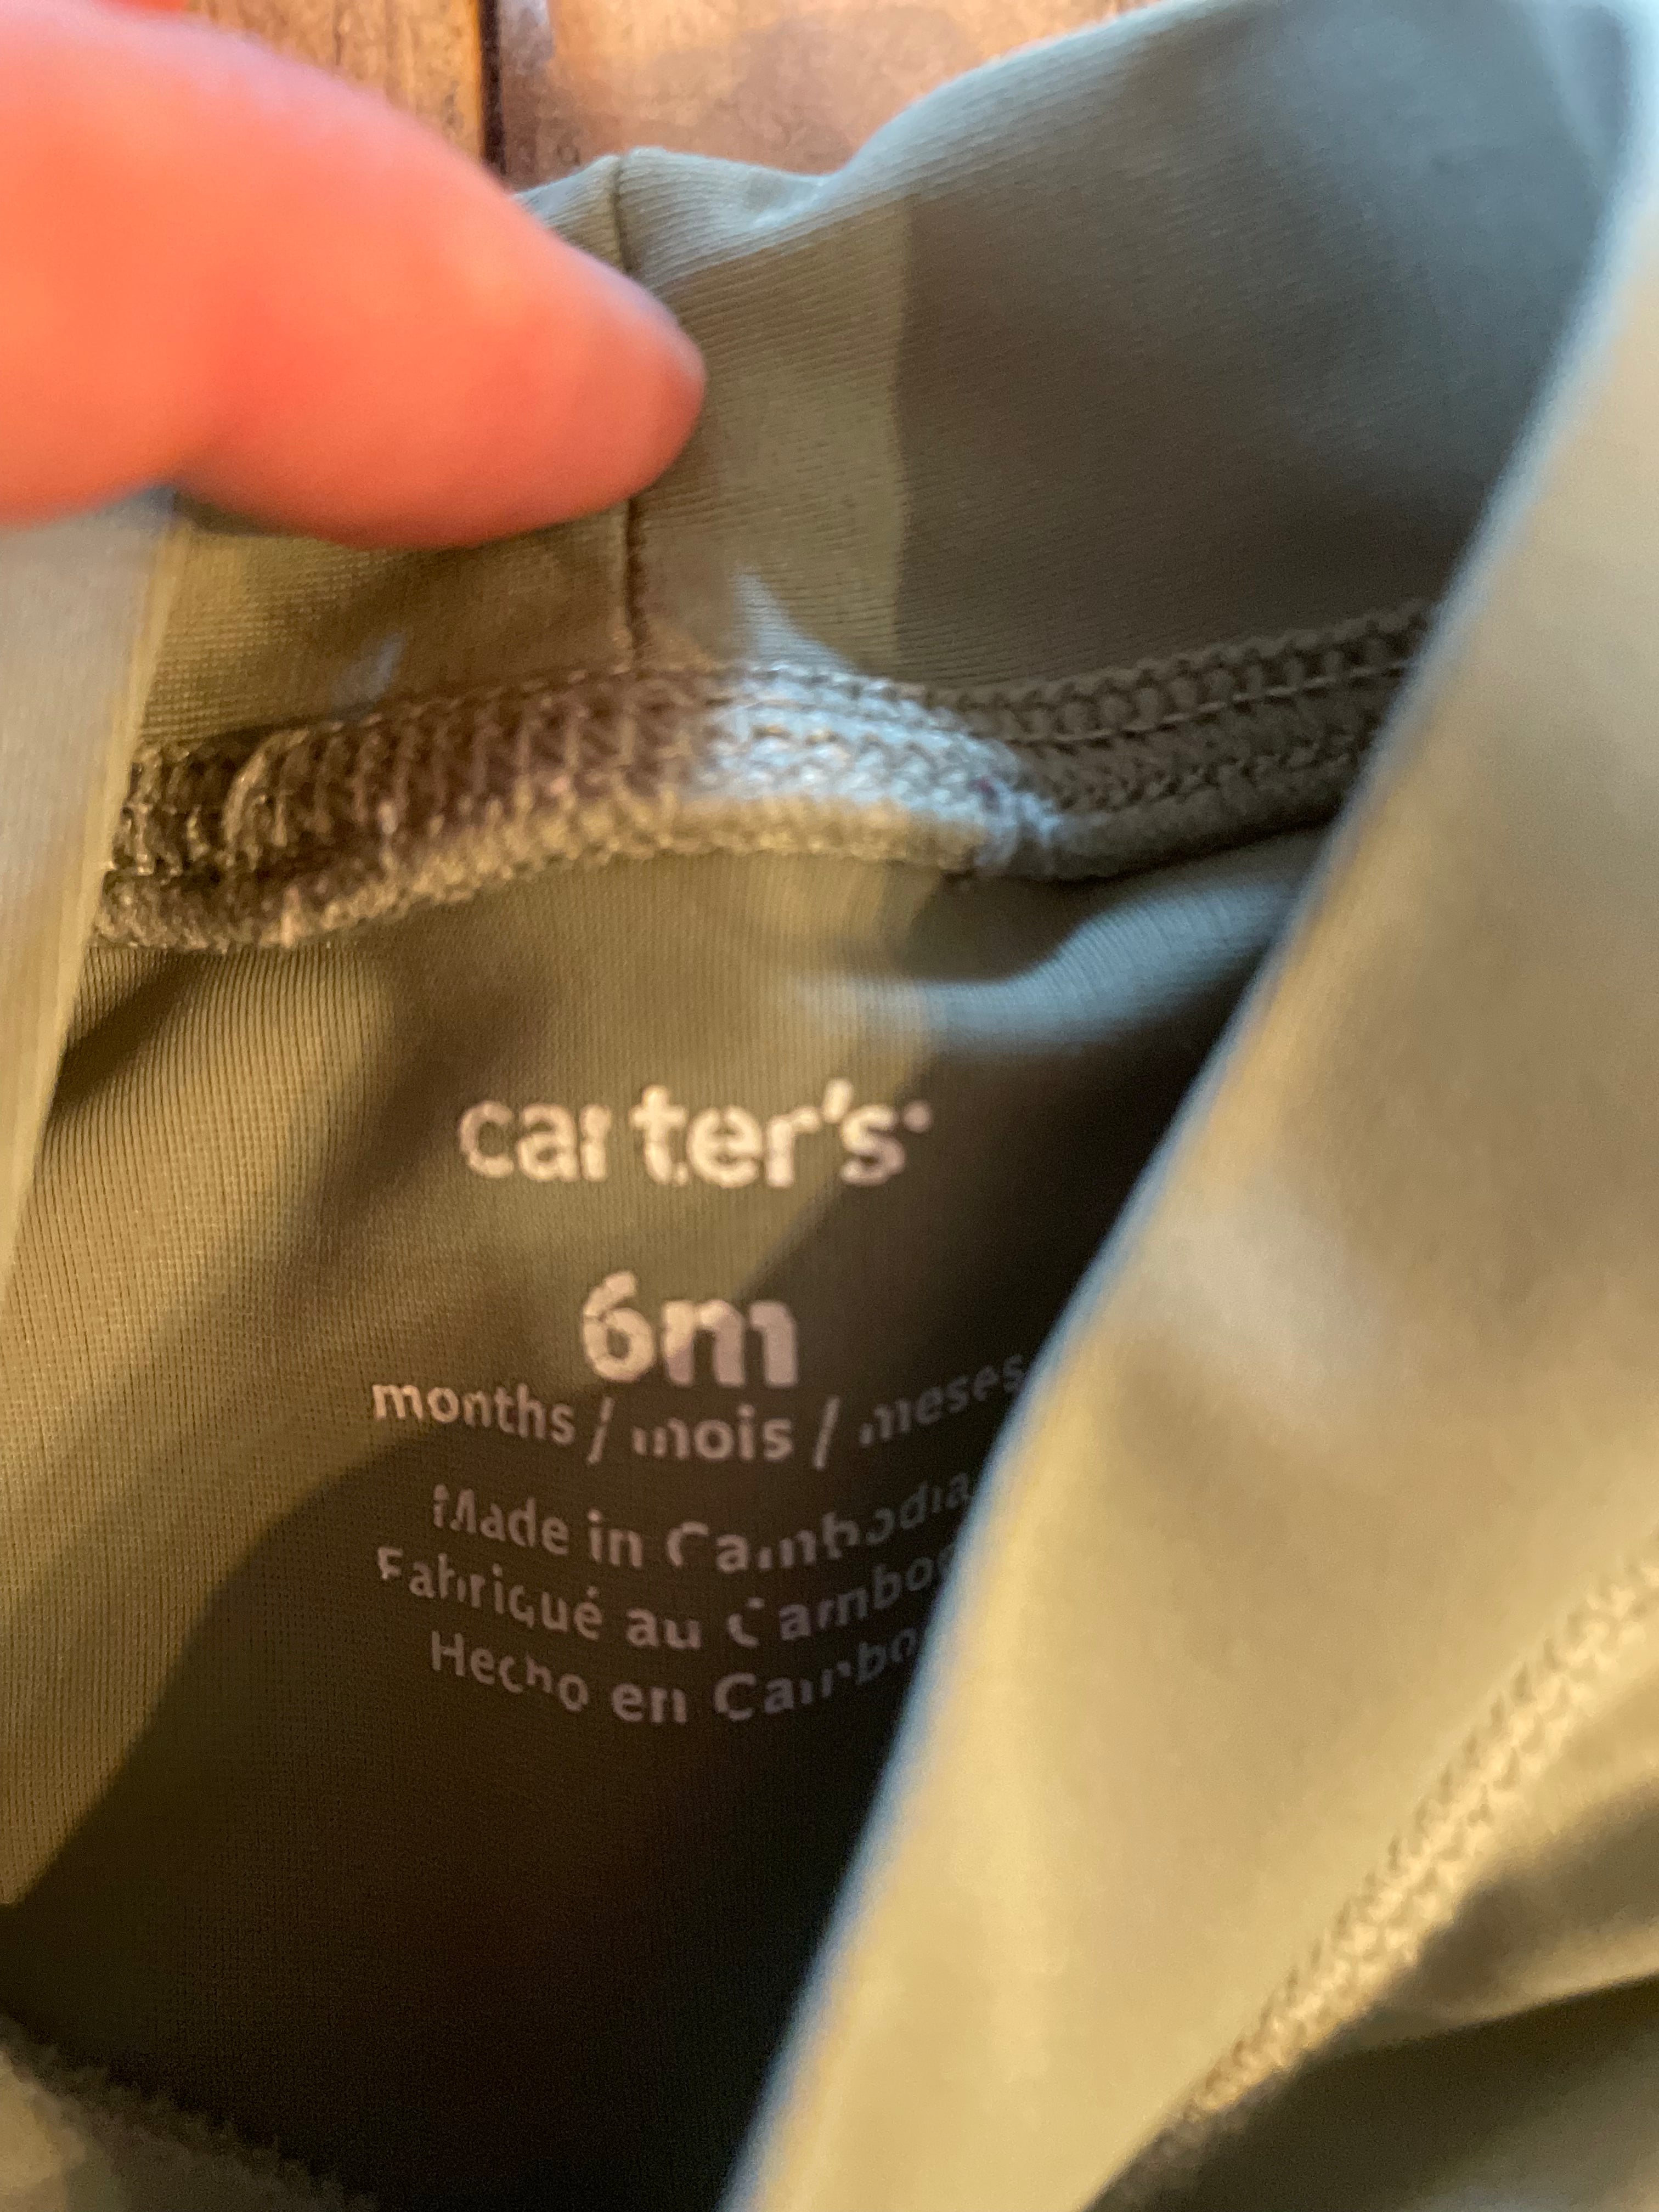 carter's
6m
months / mois / meses
Made in Cambodia
Fabriqué au
Hecho en